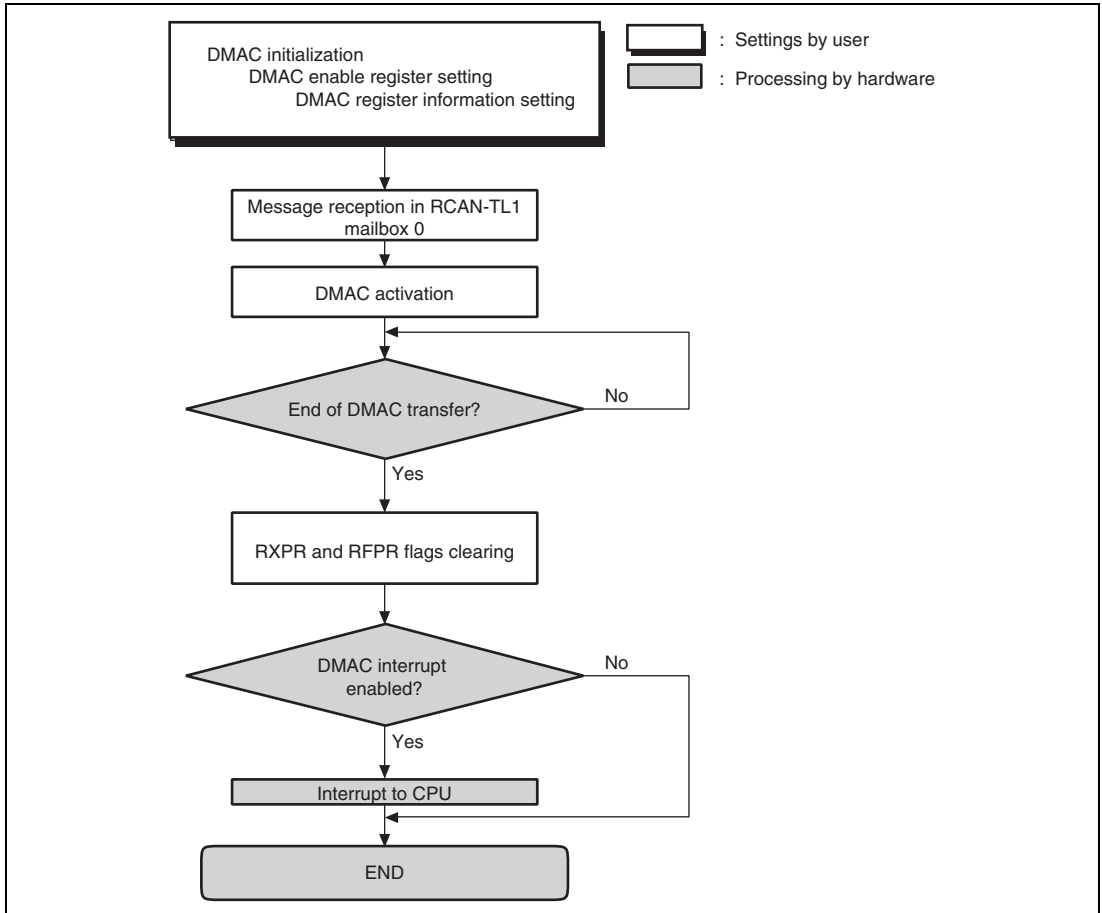 DMAC initialization
DMAC enable register setting
DMAC register information setting
: Settings by user
: Processing by hardware
Message reception in RCAN-TL1
mailbox 0
DMAC activation
End of DMAC transfer?
No
Yes
RXPR and RFPR flags clearing
DMAC interrupt
enabled?
No
Yes
Interrupt to CPU
END